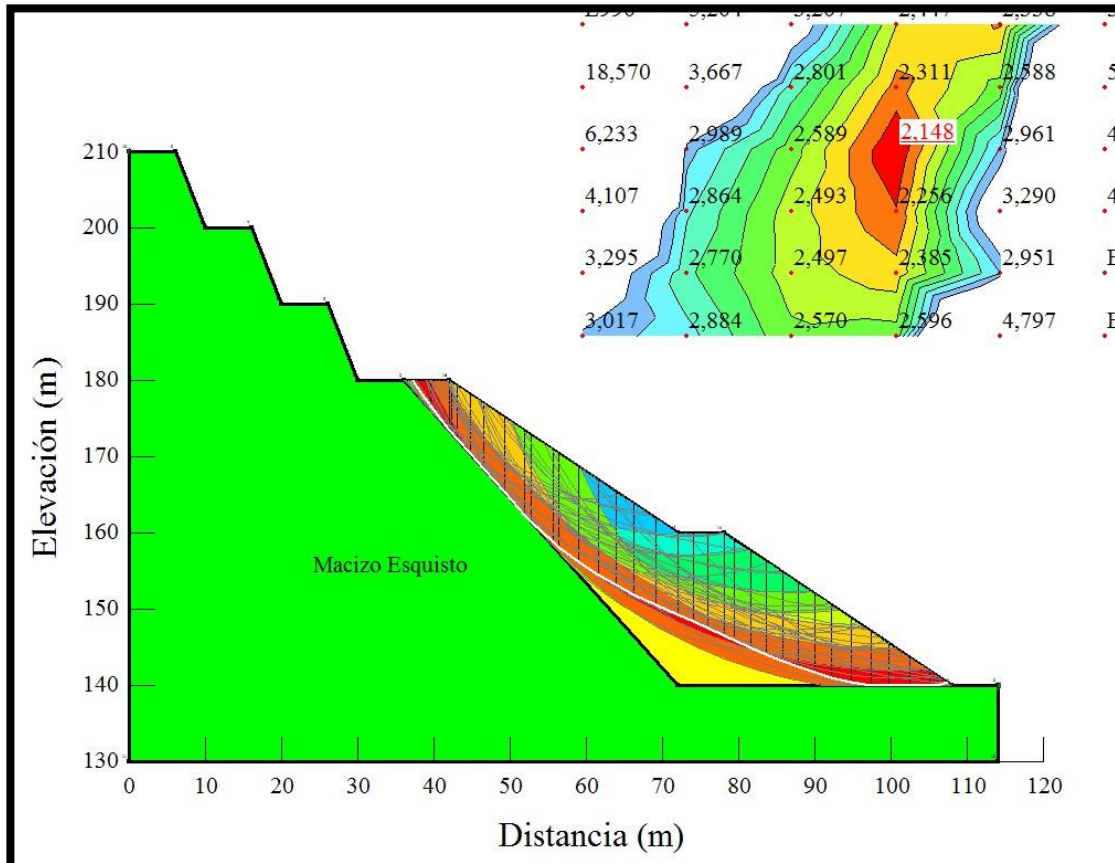 18,570 3,667 2,801 2,311 2,588
6,233 2,989 2,589 2,148 2,961
4,107 2,864 2,493 2,256 3,290
3,295 2,770 2,497 2,385 2,951
3,017 2,884 2,570 2,596 4,797
210
200
190
180
170
160
150
140
130
Elevación (m)
Macizo Esquisto
0 10 20 30 40 50 60 70 80 90 100 110 120
Distancia (m)